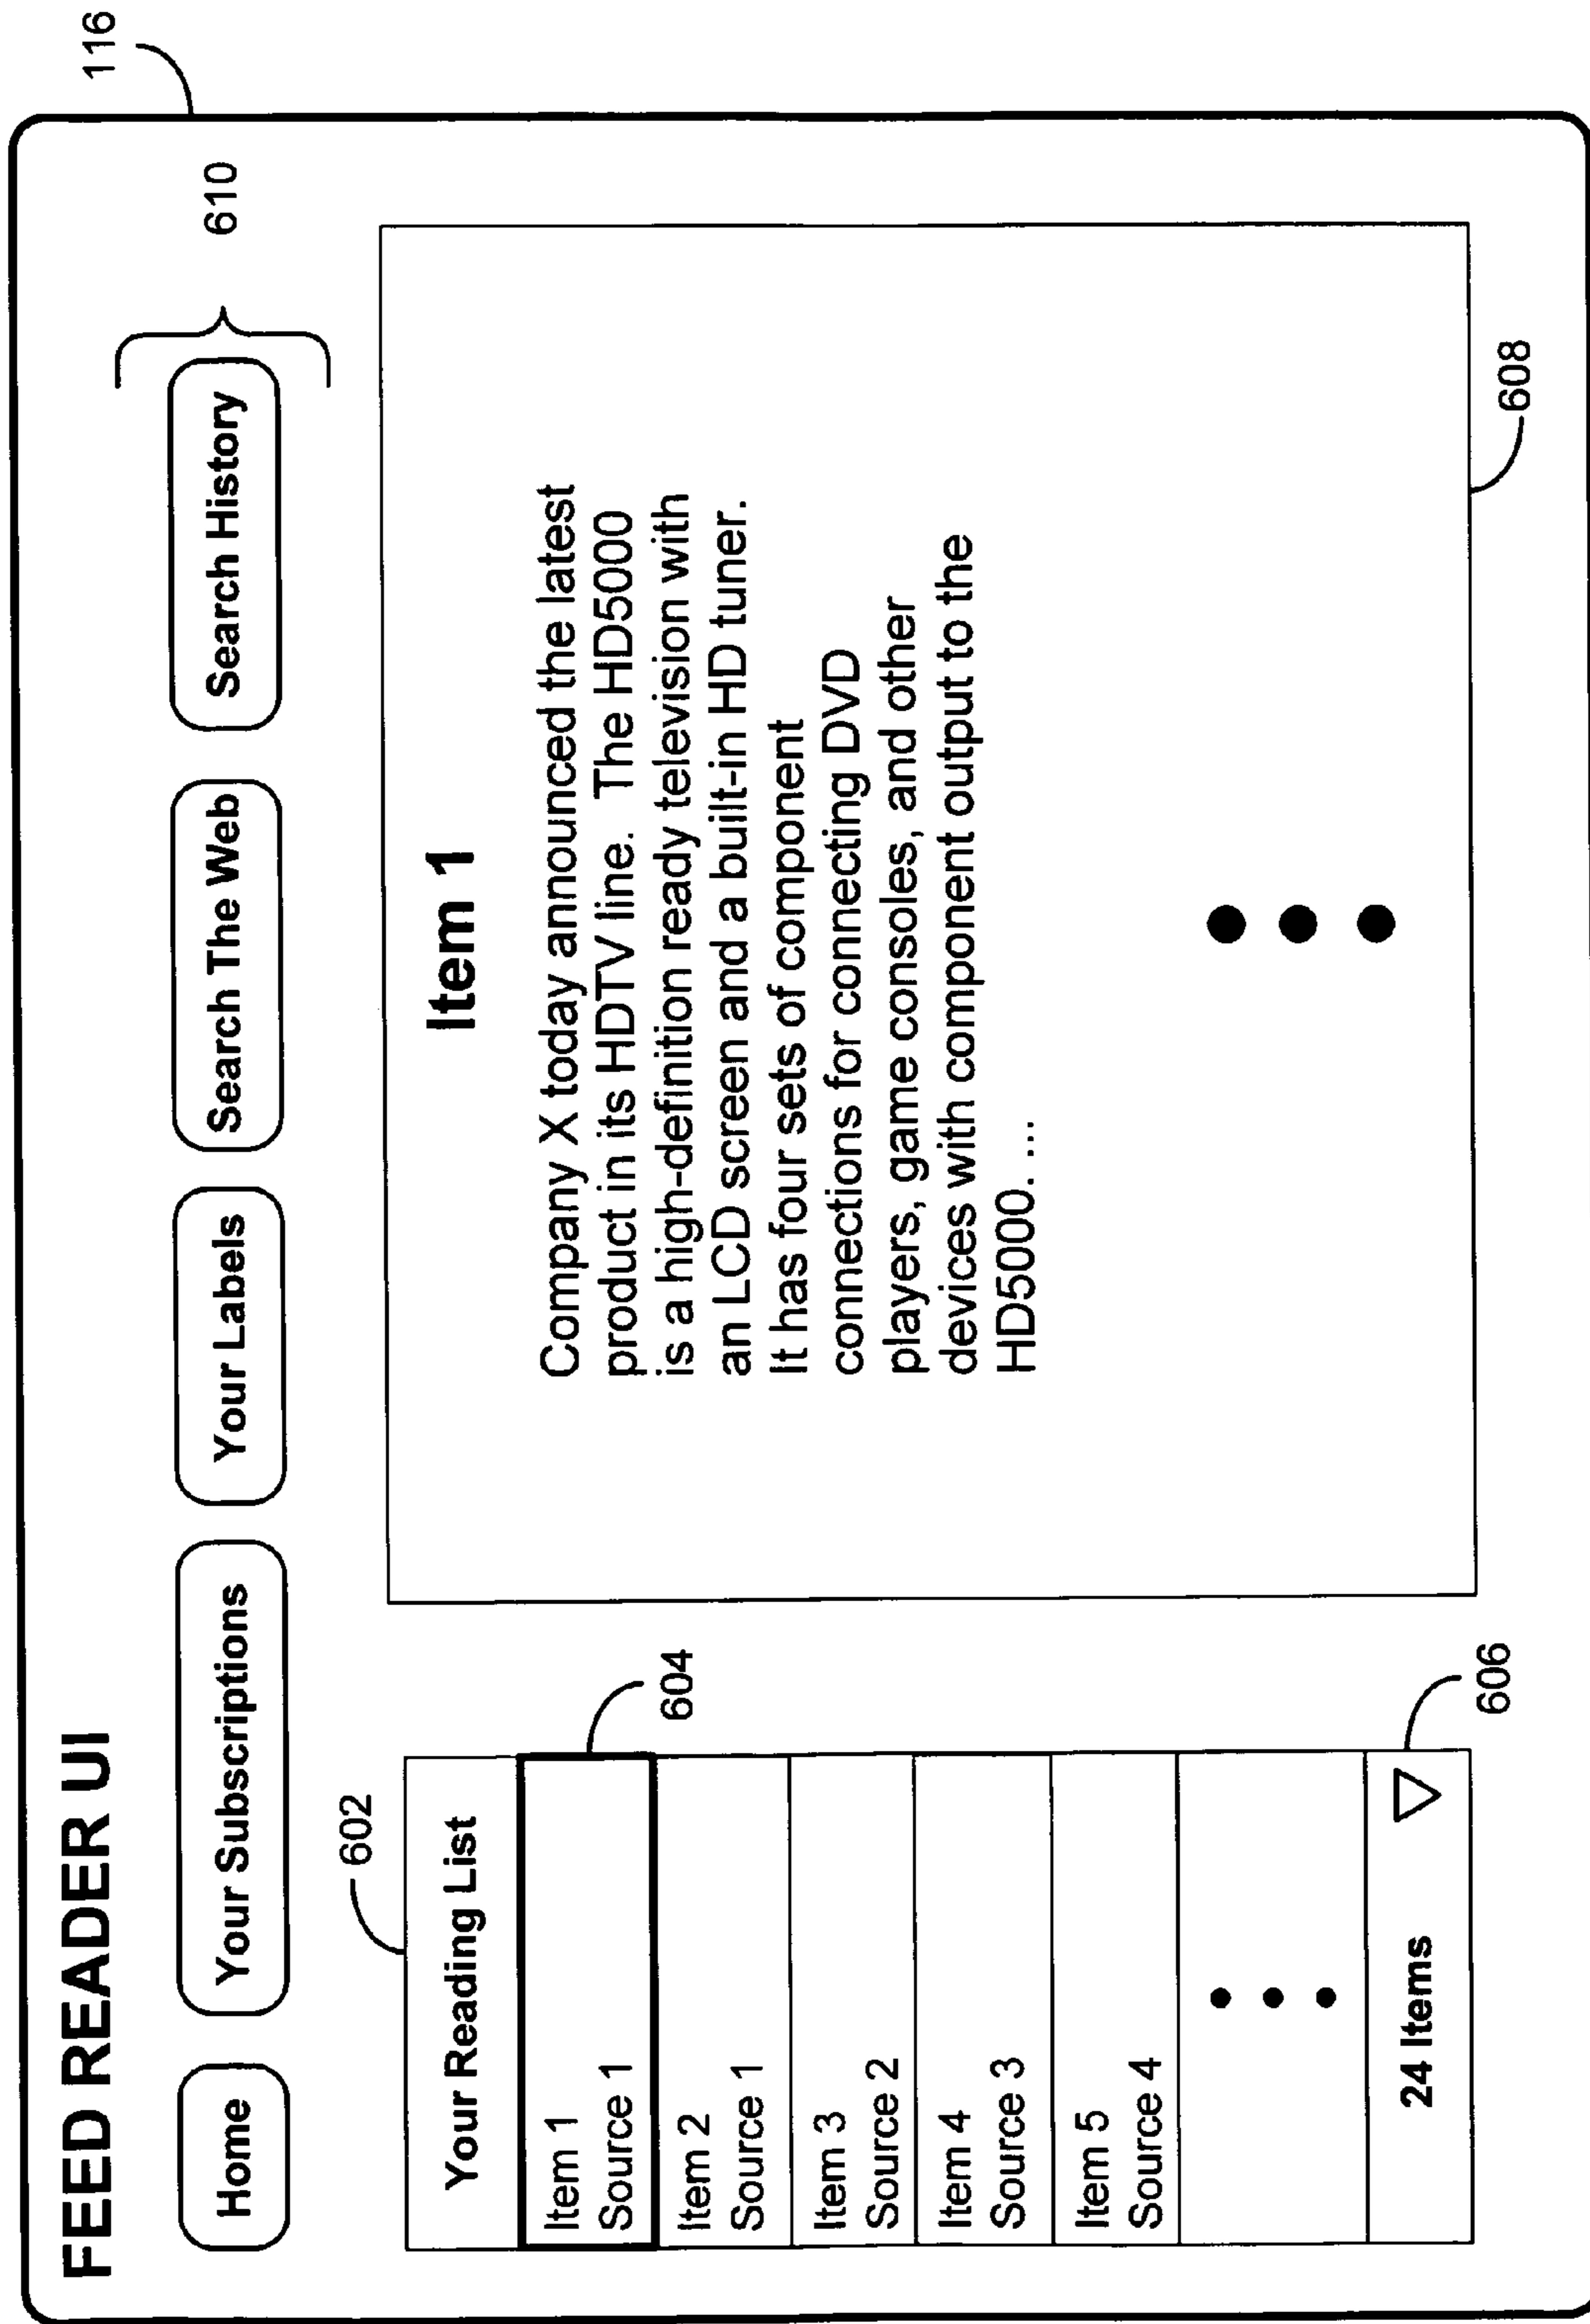 FEED READER UI
116
Home
Your Subscriptions
Your Labels
Search The Web
Search History
610
602
Your Reading List
Item 1
Source 1
604
Item 2
Source 1
Item 3
Source 2
Item 4
Source 3
Item 5
Source 4
24 Items
606
Item 1
Company X today announced the latest
product in its HDTV line.  The HD5000
is a high-definition ready television with
an LCD screen and a built-in HD tuner.
It has four sets of component
connections for connecting DVD
players, game consoles, and other
devices with component output to the
HD5000. ...
608